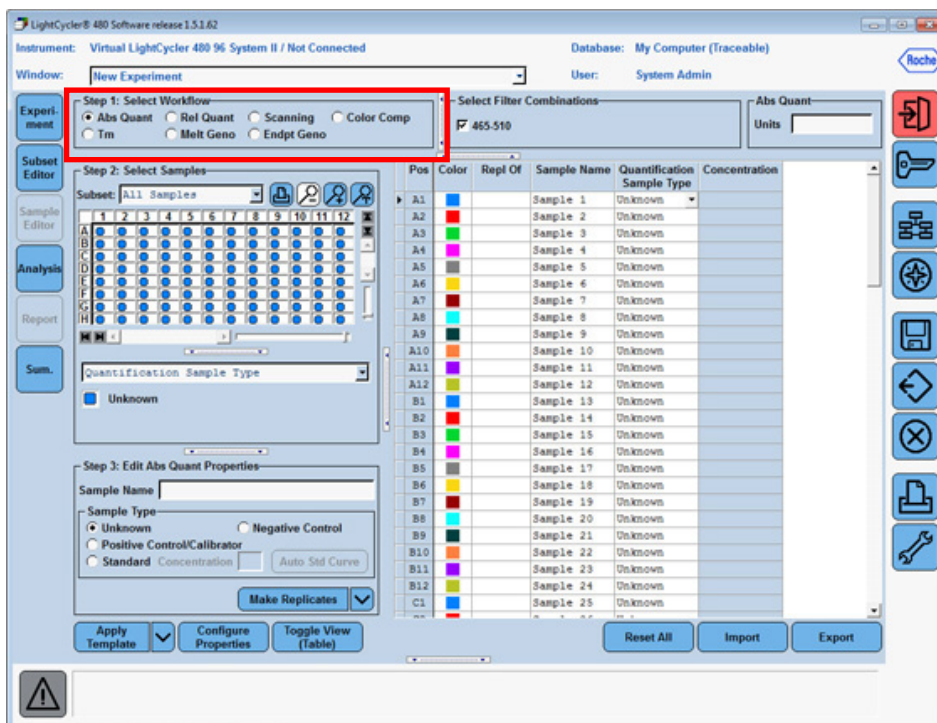 LightCycler® 480 Software release 1.5.1.62
Instrument: Virtual LightCycler 480 96 System II / Not Connected Database: My Computer (Traceable)
Window: New Experiment User: System Admin
Roche
Experi-
ment
Subset
Editor
Sample
Editor
Analysis
Report
Sum.
Step 1: Select Workflow
Abs Quant Rel Quant Scanning Color Comp
Tm Melt Geno Endpt Geno
Select Filter Combinations
465-510
Abs Quant
Units
Step 2: Select Samples
Subset: All Samples
1 2 3 4 5 6 7 8 9 10 11 12
A
B
C
D
E
F
G
H
Quantification Sample Type
Unknown
Step 3: Edit Abs Quant Properties
Sample Name
Sample Type
Unknown Negative Control
Positive Control/Calibrator
Standard Concentration Auto Std Curve
Make Replicates
Apply
Template
Configure
Properties
Toggle View
(Table)
Pos Color Repl Of Sample Name Quantification Concentration
Sample Type
A1 Sample 1 Unknown
A2 Sample 2 Unknown
A3 Sample 3 Unknown
A4 Sample 4 Unknown
A5 Sample 5 Unknown
A6 Sample 6 Unknown
A7 Sample 7 Unknown
A8 Sample 8 Unknown
A9 Sample 9 Unknown
A10 Sample 10 Unknown
A11 Sample 11 Unknown
A12 Sample 12 Unknown
B1 Sample 13 Unknown
B2 Sample 14 Unknown
B3 Sample 15 Unknown
B4 Sample 16 Unknown
B5 Sample 17 Unknown
B6 Sample 18 Unknown
B7 Sample 19 Unknown
B8 Sample 20 Unknown
B9 Sample 21 Unknown
B10 Sample 22 Unknown
B11 Sample 23 Unknown
B12 Sample 24 Unknown
C1 Sample 25 Unknown
Reset All Import Export